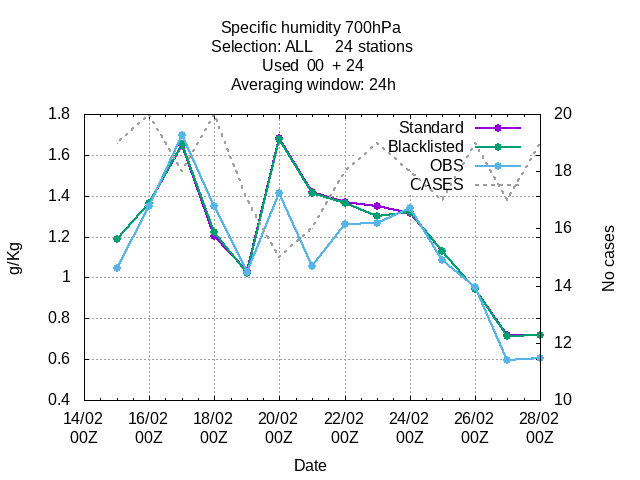 Specific humidity 700hPa
Selection: ALL 24 stations
Used 00 + 24
Averaging window: 24h
1.8
1.6
1.4
1.2
1
0.8
0.6
0.4
g/Kg
20
18
16
14
12
10
No cases
Standard
Blacklisted
OBS
CASES
14/02 16/02 18/02 20/02 22/02 24/02 26/02 28/02
00Z 00Z 00Z 00Z 00Z 00Z 00Z 00Z
Date